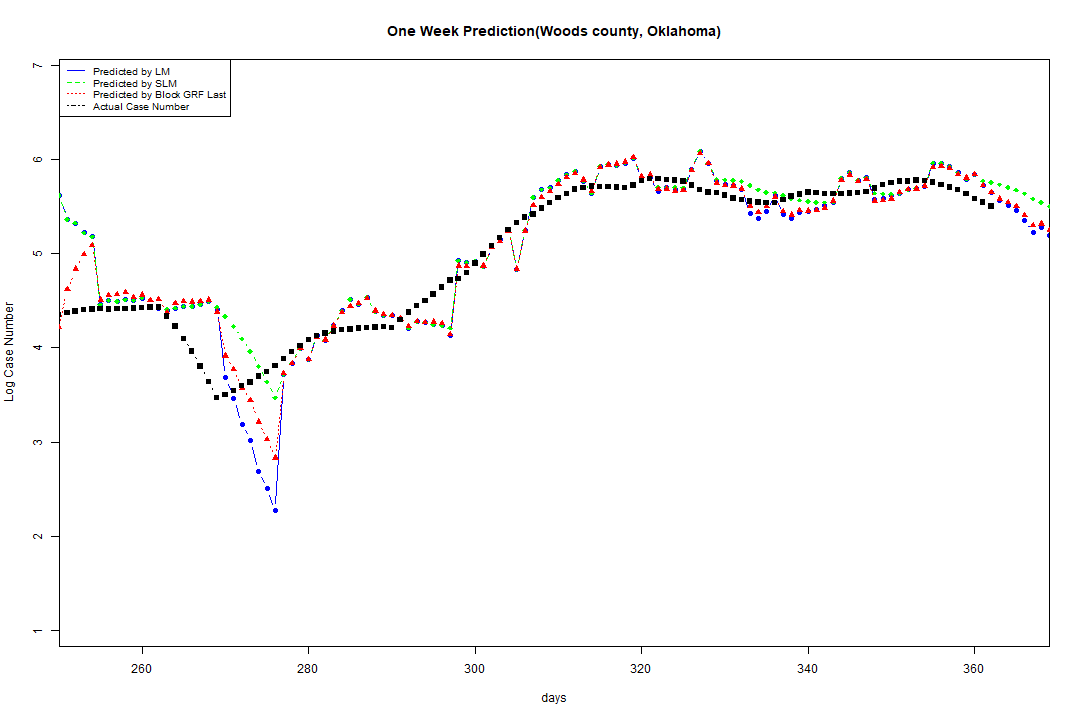 One Week Prediction(Woods county, Oklahoma)
Predicted by LM
Predicted by SLM
Predicted by Block GRF Last
Actual Case Number
7
6
5
4
3
2
1
Log Case Number
260 280 300 320 340 360
days